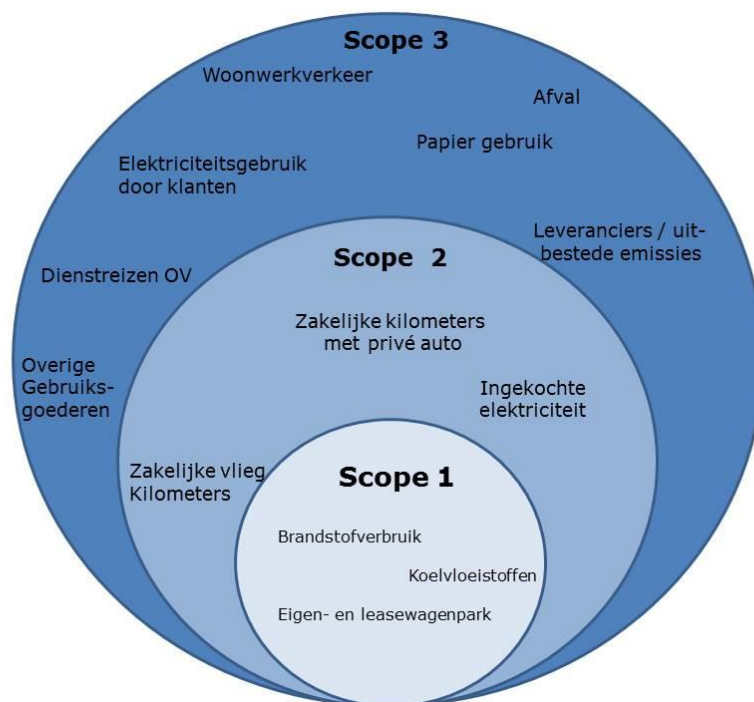 Scope 3
Woonwerkverkeer
Afval
Papier gebruik
Elektriciteitsgebruik
door klanten
Leveranciers / uit-
bestede emissies
Dienstreizen OV
Overige
Gebruiks-
goederen
Scope 2
Zakelijke kilometers
met privé auto
Ingekochte
elektriciteit
Zakelijke vlieg
Kilometers
Scope 1
Brandstofverbruik
Koelvloeistoffen
Eigen- en leasewagenpark